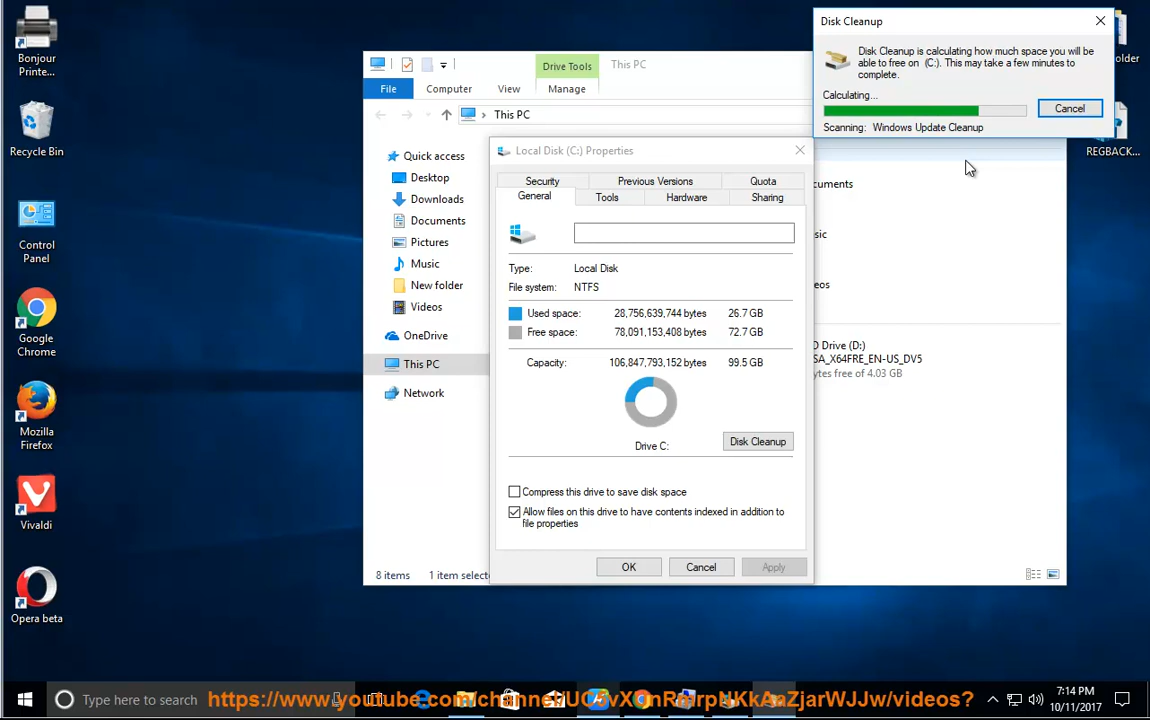 Bonjour
Printe...
Recycle Bin
Control
Panel
Google
Chrome
Mozilla
Firefox
Vivaldi
Opera beta
Drive Tools
This PC
File
Computer
View
Manage
This PC
Quick access
Desktop
Downloads
Documents
Pictures
Music
New folder
Videos
OneDrive
This PC
Network
8 items
1 item selecte
Local Disk (C:) Properties
Security
Previous Versions
Quota
General
Tools
Hardware
Sharing
Type:
Local Disk
File system:
NTFS
Used space:
28,756,639,744 bytes
26.7 GB
Free space:
78,091,153,408 bytes
72.7 GB
Capacity:
106,847,793,152 bytes
99.5 GB
Drive C:
Disk Cleanup
Compress this drive to save disk space
Allow files on this drive to have contents indexed in addition to
file properties
OK
Cancel
Apply
Disk Cleanup
Disk Cleanup is calculating how much space you will be
able to free on (C:). This may take a few minutes to
complete.
Calculating...
Cancel
Scanning: Windows Update Cleanup
older
REGBACK...
cuments
sic
eos
D Drive (D:)
SA_X64FRE_EN-US_DV5
ytes free of 4.03 GB
Type here to search
7:14 PM
10/11/2017